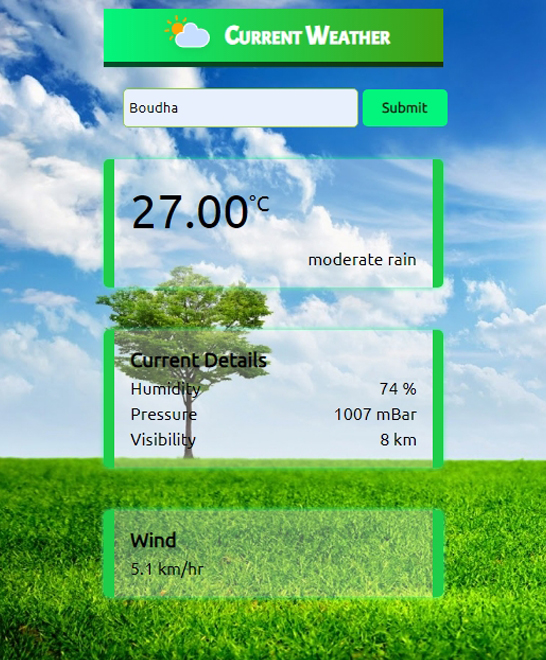 Current Weather
Boudha Submit
27.00°C
moderate rain
Current Details
Humidity 74 %
Pressure 1007 mBar
Visibility 8 km
Wind
5.1 km/hr